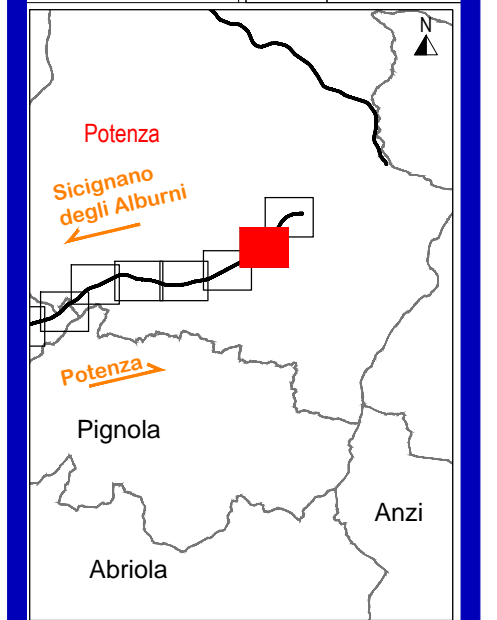 N
Potenza
Sicignano
degli Alburni
Potenza
Pignola
Anzi
Abriola